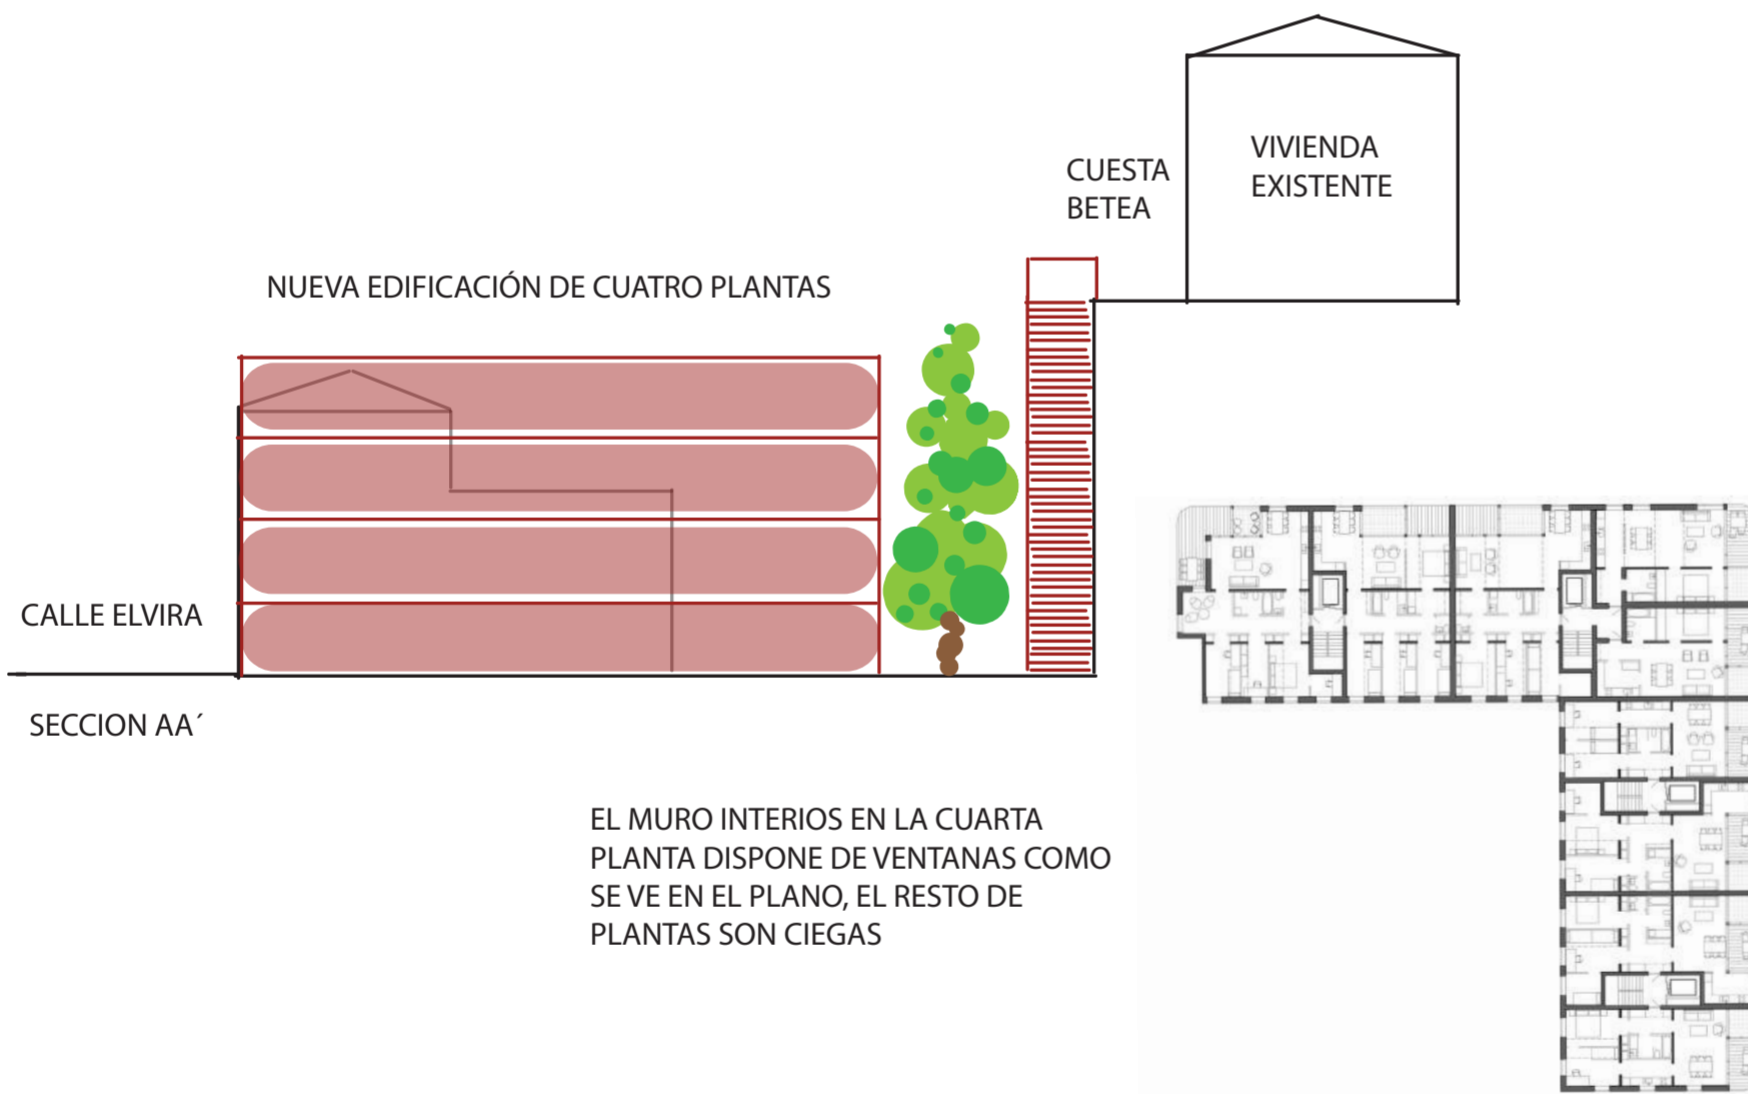 CUESTA
BETEA
VIVIENDA
EXISTENTE
NUEVA EDIFICACIÓN DE CUATRO PLANTAS
CALLE ELVIRA
SECCION AA´
EL MURO INTERIOS EN LA CUARTA
PLANTA DISPONE DE VENTANAS COMO
SE VE EN EL PLANO, EL RESTO DE
PLANTAS SON CIEGAS